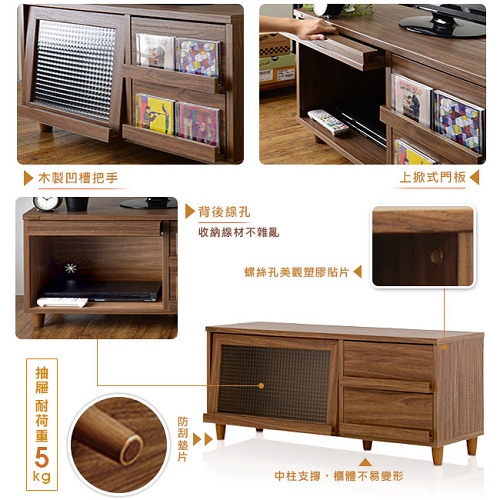 木製凹槽把手
上掀式門板
背後線孔
收納線材不雜亂
螺絲孔美觀塑膠貼片
抽屜 耐荷重 5 kg
防刮墊片
中柱支撐，櫃體不易變形